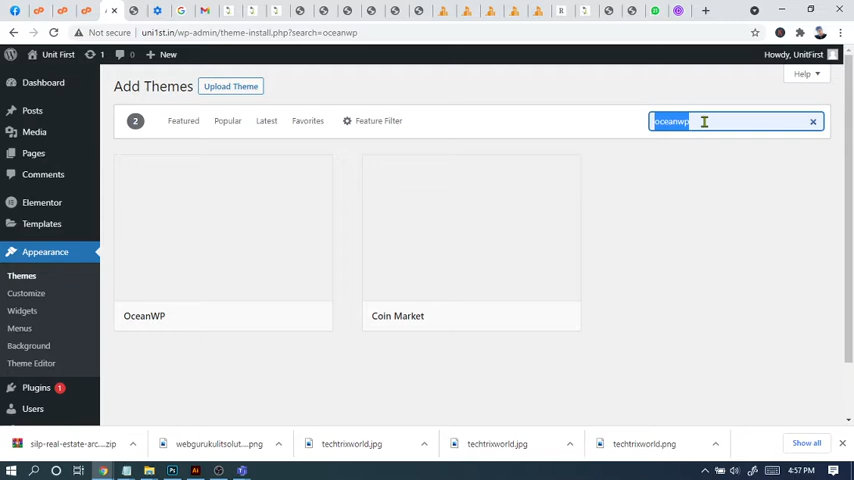 Not secure
uni1st.in/wp-admin/theme-install.php?search=oceanwp
Unit First
1
0
New
Howdy, UnitFirst
Help
Dashboard
Posts
Media
Pages
Comments
Elementor
Templates
Appearance
Themes
Customize
Widgets
Menus
Background
Theme Editor
Plugins 1
Users
Add Themes
Upload Theme
2
Featured
Popular
Latest
Favorites
Feature Filter
oceanwp
OceanWP
Coin Market
silp-real-estate-arc....zip
webgurukulitsolut....png
techtrixworld.jpg
techtrixworld.jpg
techtrixworld.png
Show all
4:57 PM